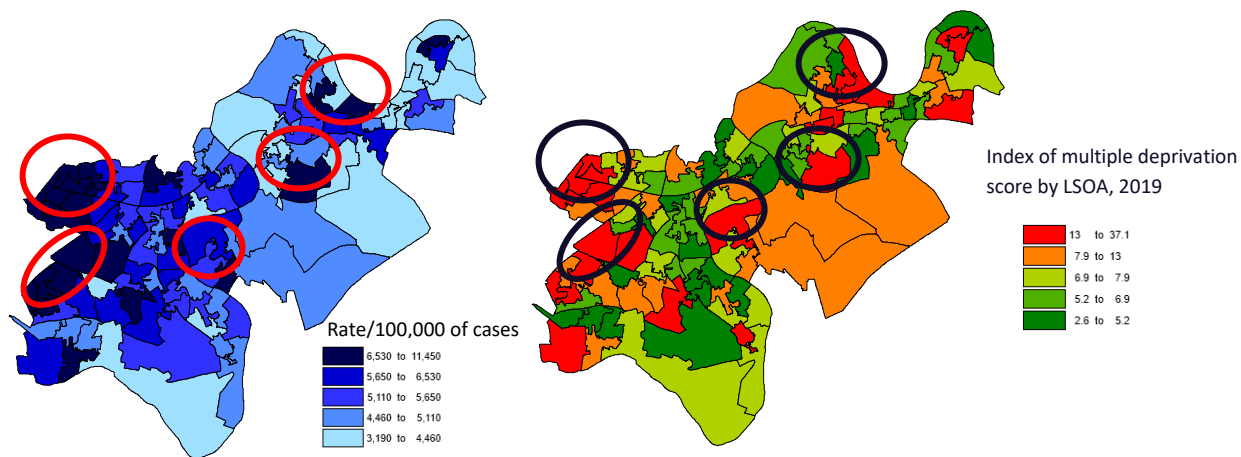 Rate/100,000 of cases
6,530 to 11,450
5,650 to 6,530
5,110 to 5,650
4,460 to 5,110
3,190 to 4,460
Index of multiple deprivation
score by LSOA, 2019
13 to 37.1
7.9 to 13
6.9 to 7.9
5.2 to 6.9
2.6 to 5.2